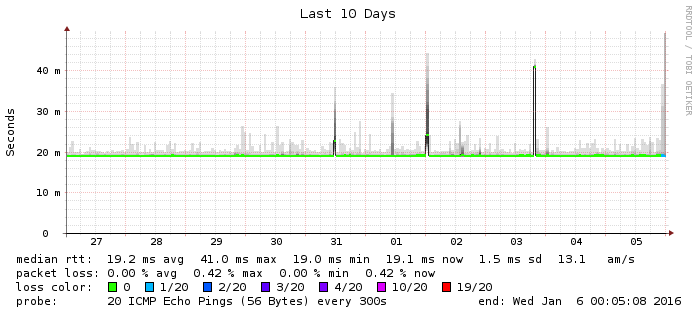 Last 10 Days
RRDTOOL / TOBI OETIKER
Seconds
40 m
30 m
20 m
10 m
0
27 28 29 30 31 01 02 03 04 05
median rtt: 19.2 ms avg 41.0 ms max 19.0 ms min 19.1 ms now 1.5 ms sd 13.1 am/s
packet loss: 0.00 % avg 0.42 % max 0.00 % min 0.42 % now
loss color: 0 1/20 2/20 3/20 4/20 10/20 19/20
probe: 20 ICMP Echo Pings (56 Bytes) every 300s end: Wed Jan 6 00:05:08 2016